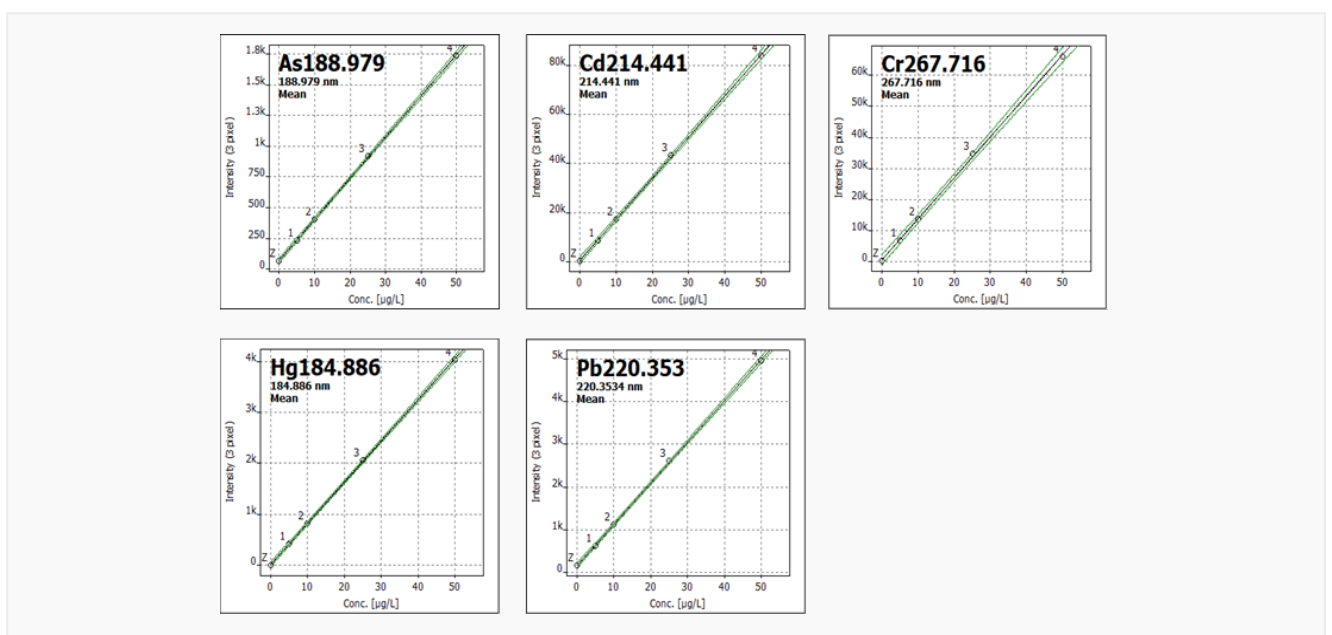 As188.979
188.979 nm
Mean
1.8k
1.5k
1.3k
1k
750
500
250
0
Intensity (3 pixel)
Z
1
2
3
4
0 10 20 30 40 50
Conc. [µg/L]
Cd214.441
214.441 nm
Mean
80k
60k
40k
20k
0
Intensity (3 pixel)
Z
1
2
3
4
0 10 20 30 40 50
Conc. [µg/L]
Cr267.716
267.716 nm
Mean
60k
50k
40k
30k
20k
10k
0
Intensity (3 pixel)
Z
1
2
3
4
0 10 20 30 40 50
Conc. [µg/L]
Hg184.886
184.886 nm
Mean
4k
3k
2k
1k
0
Intensity (3 pixel)
Z
1
2
3
4
0 10 20 30 40 50
Conc. [µg/L]
Pb220.353
220.3534 nm
Mean
5k
4k
3k
2k
1k
0
Intensity (3 pixel)
Z
1
2
3
4
0 10 20 30 40 50
Conc. [µg/L]